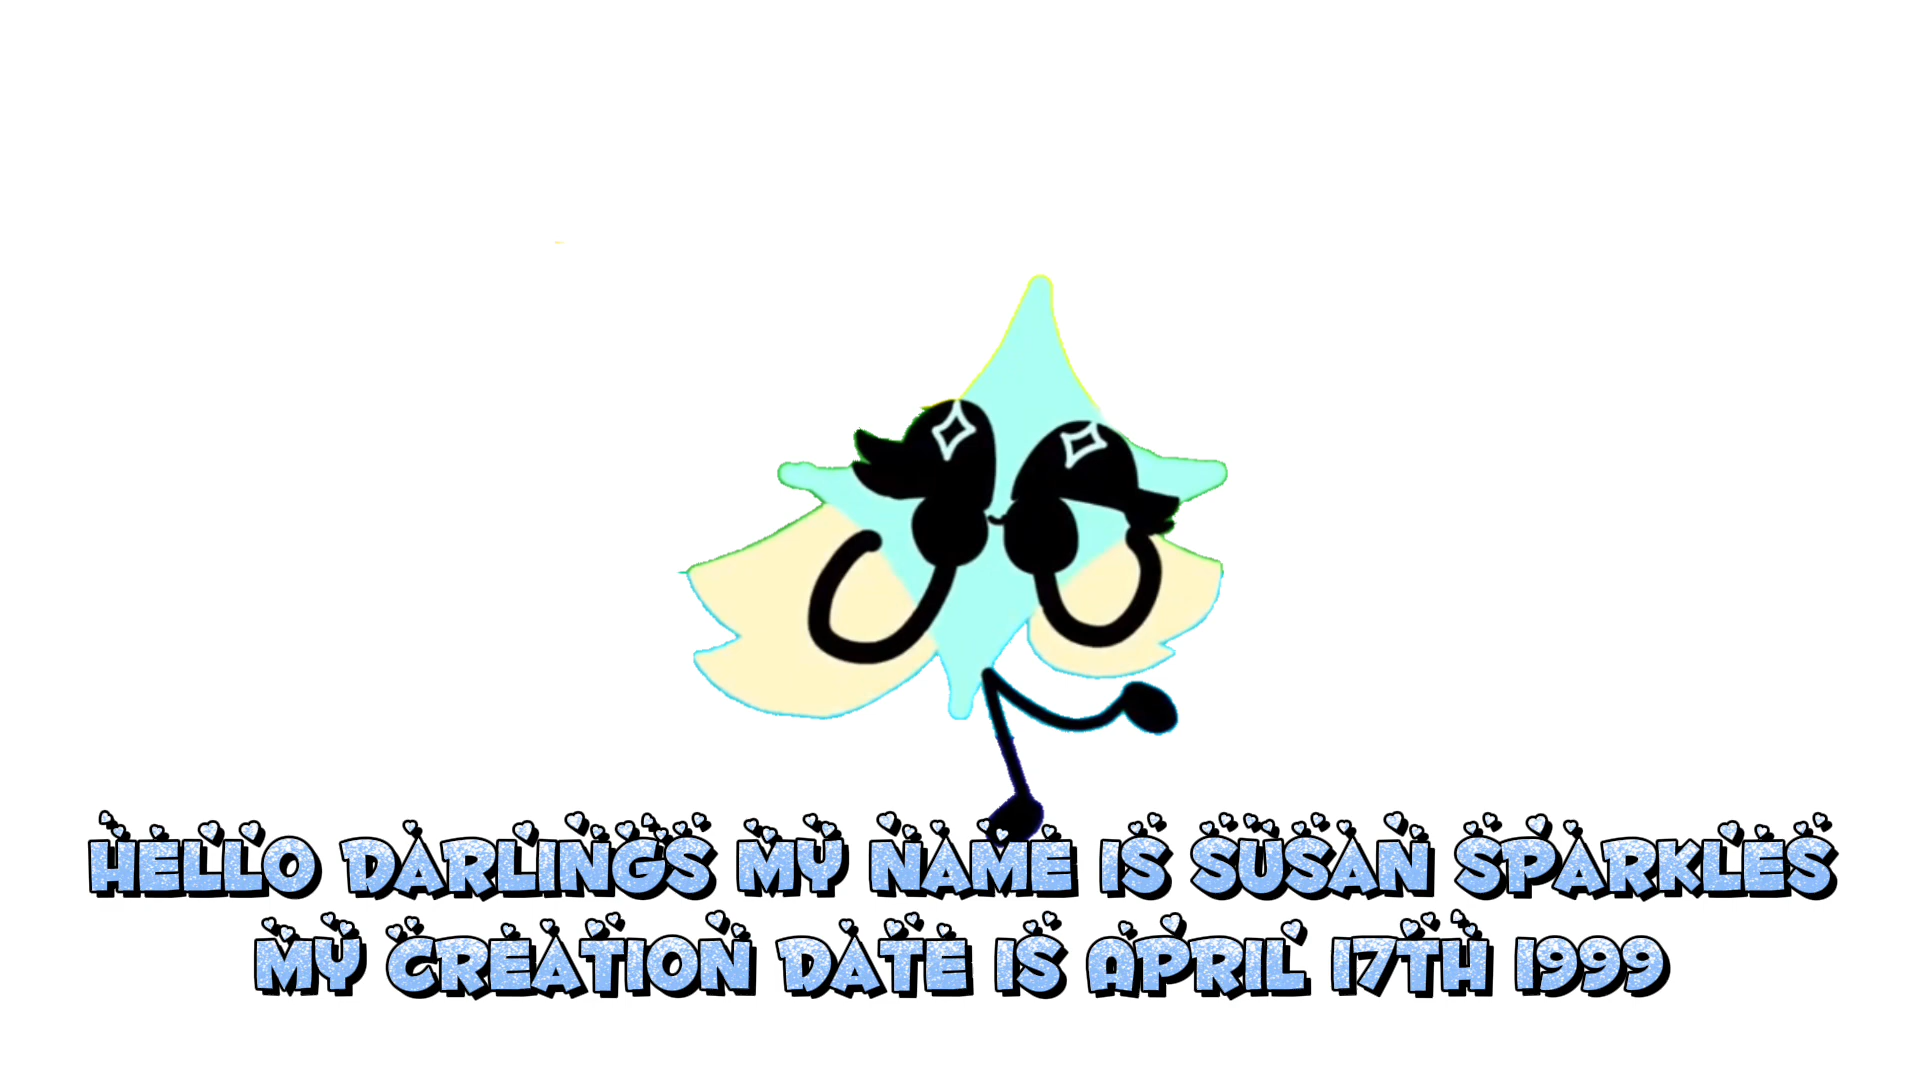 HELLO DARLINGS MY NAME IS SUSAN SPARKLES
MY CREATION DATE IS APRIL 17TH 1999